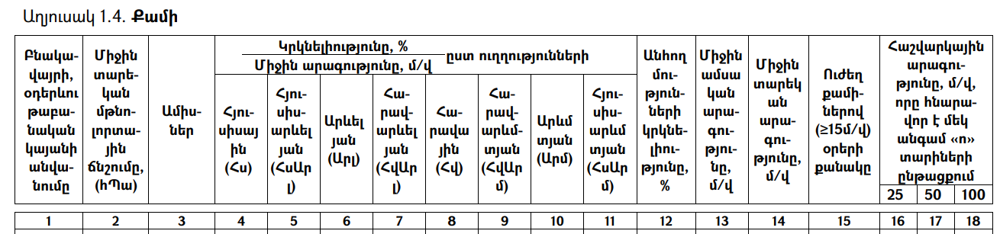 Աղյուսակ 1.4. Քամի
Բնակա-
վայրի,
օդերևու
թաբա-
նական
կայանի
անվա-
նումը
Միջին
տարե-
կան
մթնո-
լորտա-
յին
ճնշումը,
(հՊա)
Ամիս-
ներ
Կրկնելիությունը, %
Միջին արագությունը, մ/վ
ըստ ուղղությունների
Հյու-
սիսայ
ին
(Հս)
Հյու-
սիս-
արևել
յան
(ՀսԱր
լ)
Արևել
յան
(Արլ)
Հա-
րավ-
արևել
յան
(ՀվԱր
լ)
Հա-
րավա
յին
(Հվ)
Հա-
րավ-
արևմ-
տյան
(ՀվԱր
մ)
Արևմ
տյան
(Արմ)
Հյու-
սիս-
արևմ
տյան
(ՀսԱր
մ)
Անհող
մու-
թյուն-
ների
կրկնե-
լիու-
թյունը,
%
Միջին
ամսա
կան
արա-
գու-
թյու-
նը,
մ/վ
Միջին
տարեկ
ան
արա-
գու-
թյունը,
մ/վ
Ուժեղ
քամի-
ներով
(≥15մ/վ)
օրերի
քանակը
Հաշվարկային
արագու-
թյունը, մ/վ,
որը հնարա-
վոր է մեկ
անգամ «ո»
տարիների
ընթացքում
25 50 100
1 2 3 4 5 6 7 8 9 10 11 12 13 14 15 16 17 18